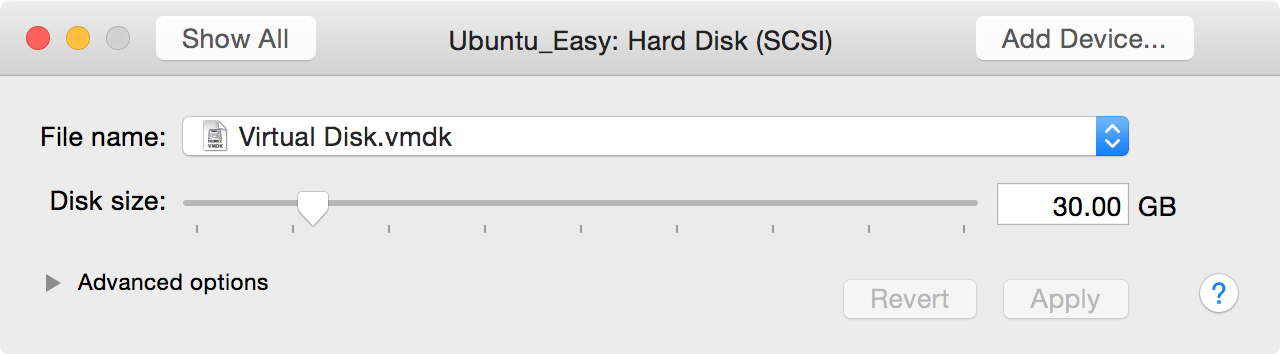 Show All
Ubuntu_Easy: Hard Disk (SCSI)
Add Device...
File name:
VMDK
Virtual Disk.vmdk
Disk size:
30.00 GB
Advanced options
Revert
Apply
?